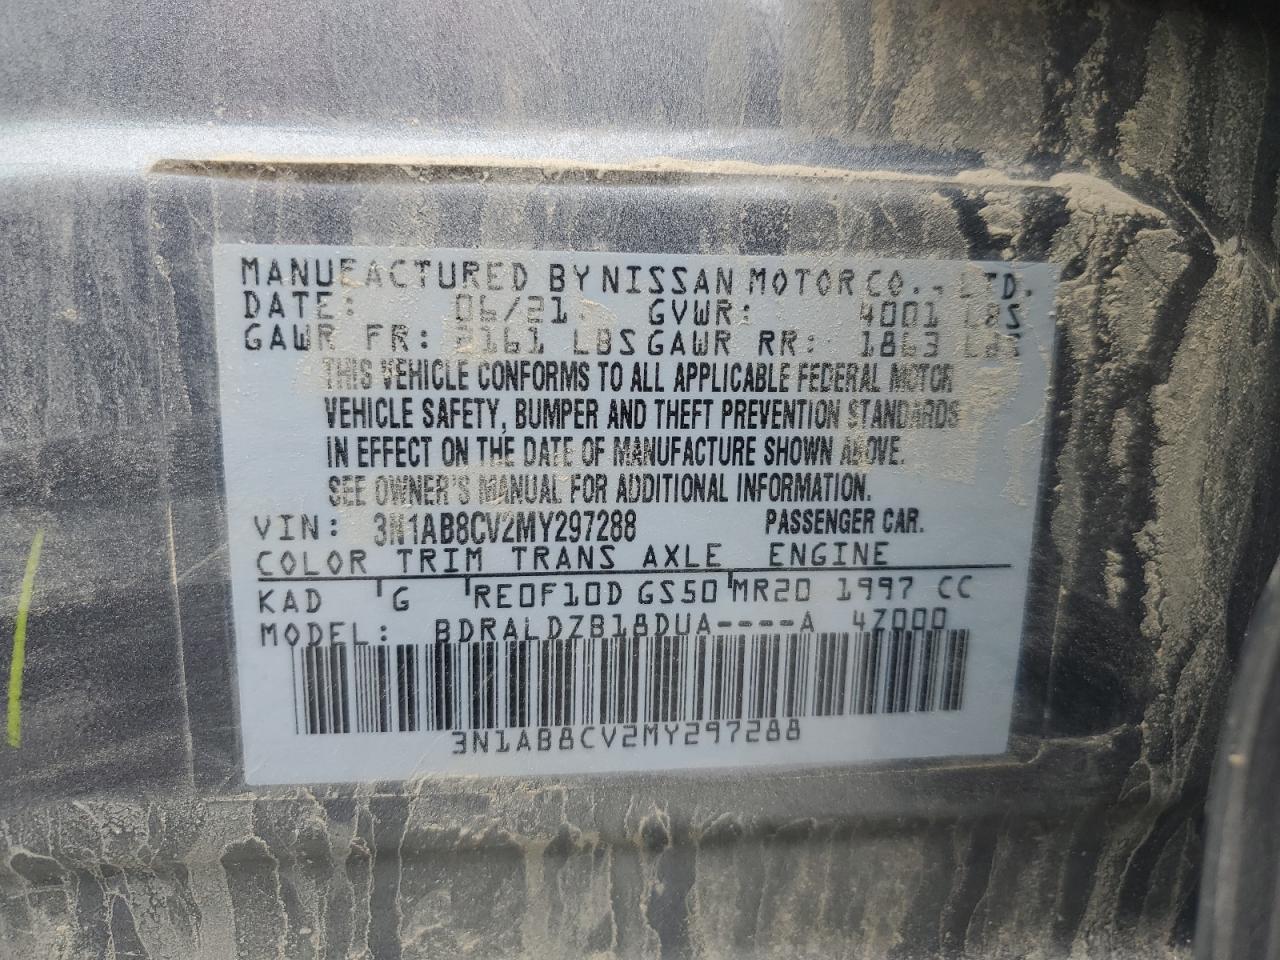 MANUFACTURED BY NISSAN MOTOR CO., LTD.
DATE: 06/21 GVWR: 4001 LBS
GAWR FR: 2161 LBS GAWR RR: 1863 LBS
THIS VEHICLE CONFORMS TO ALL APPLICABLE FEDERAL MOTOR
VEHICLE SAFETY, BUMPER AND THEFT PREVENTION STANDARDS
IN EFFECT ON THE DATE OF MANUFACTURE SHOWN ABOVE.
SEE OWNER'S MANUAL FOR ADDITIONAL INFORMATION.
VIN: 3N1AB8CV2MY297288 PASSENGER CAR.
COLOR TRIM TRANS AXLE ENGINE
KAD G RE0F10D GS50 MR20 1997 CC
MODEL: BDRALDZB18DUA----A 4Z000
3N1AB8CV2MY297288